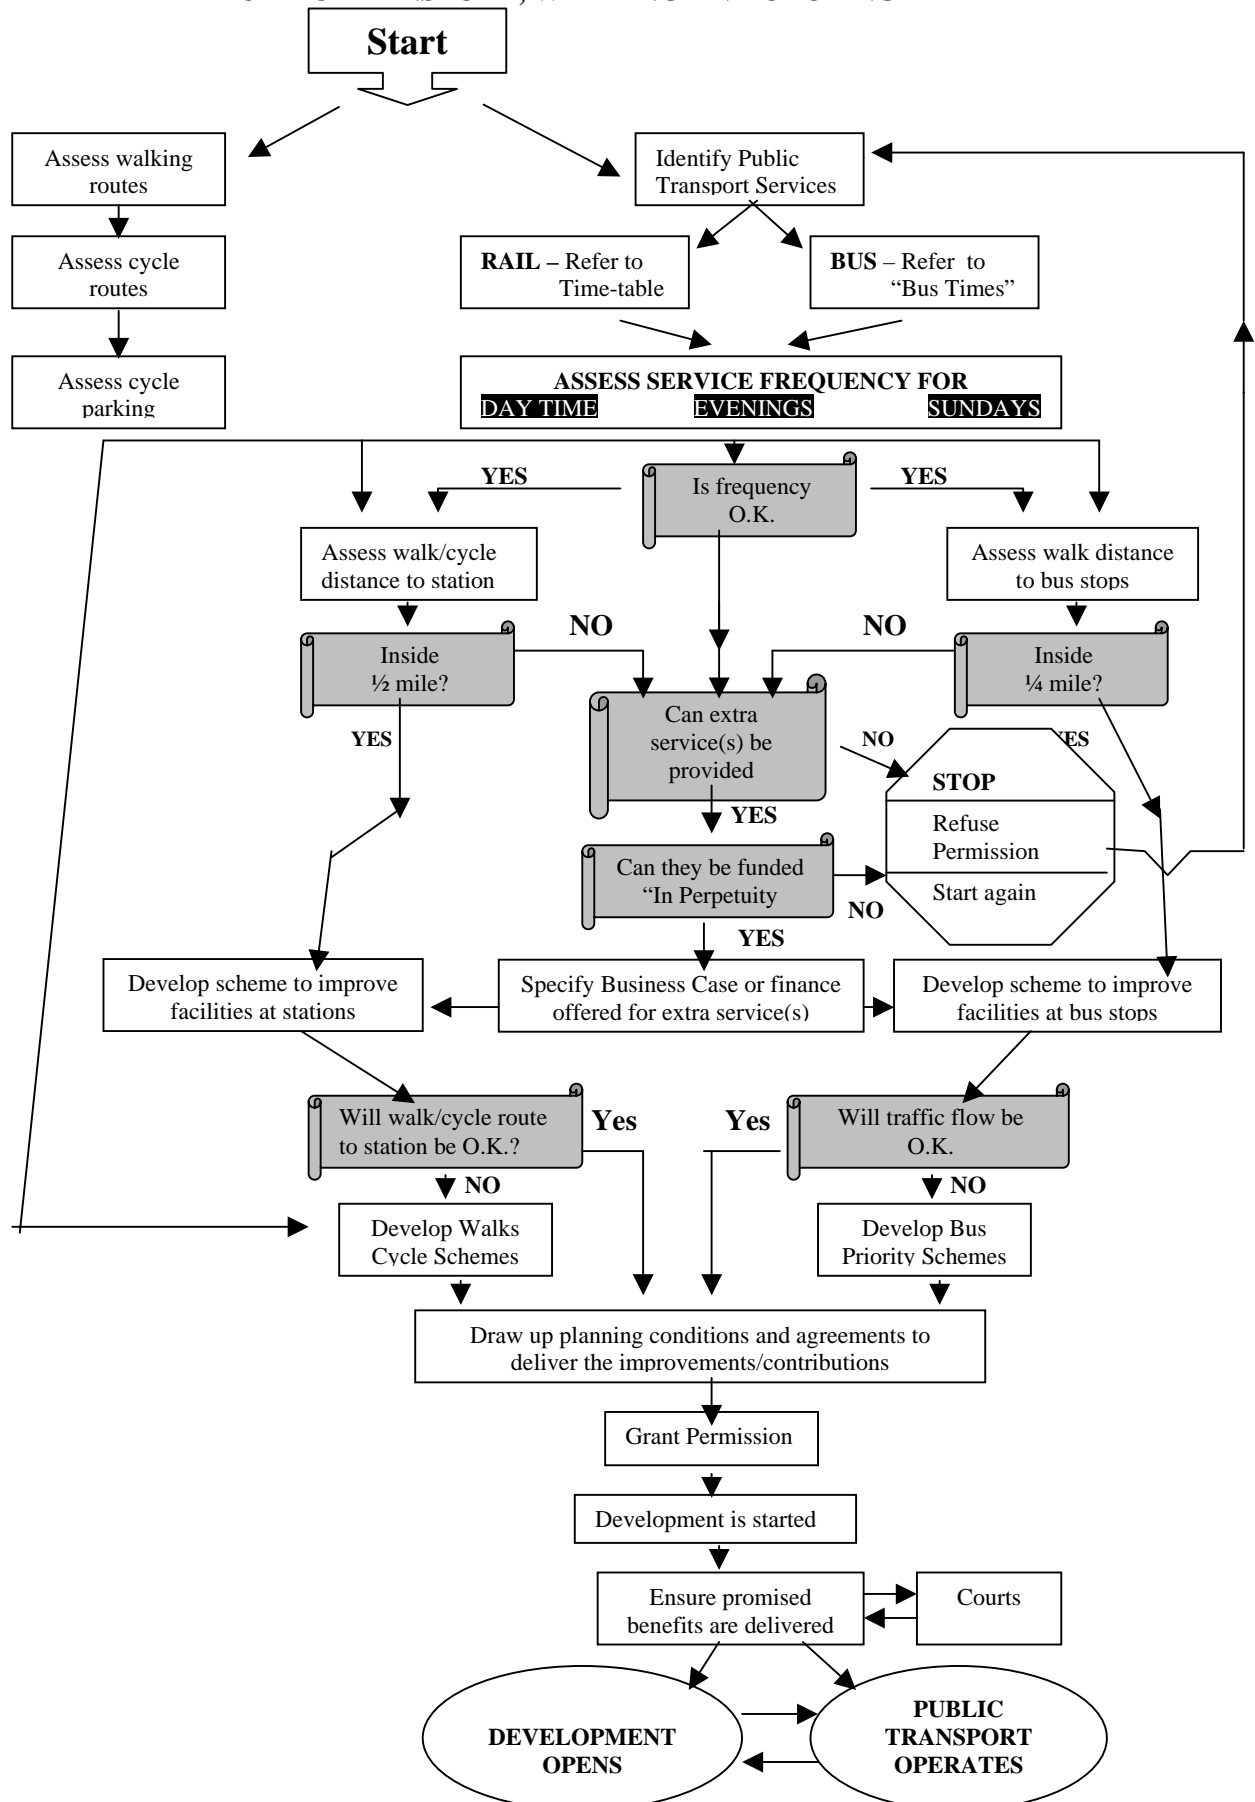 Start
Assess walking
routes
Identify Public
Transport Services
Assess cycle
routes
RAIL – Refer to
Time-table
BUS – Refer to
“Bus Times”
Assess cycle
parking
ASSESS SERVICE FREQUENCY FOR
DAY TIME EVENINGS SUNDAYS
YES
Is frequency
O.K.
YES
Assess walk/cycle
distance to station
Assess walk distance
to bus stops
NO
NO
Inside
½ mile?
Inside
¼ mile?
Can extra
service(s) be
provided
YES
NO
YES
STOP
Refuse
Permission
Start again
YES
Can they be funded
“In Perpetuity
NO
YES
Develop scheme to improve
facilities at stations
Specify Business Case or finance
offered for extra service(s)
Develop scheme to improve
facilities at bus stops
Will walk/cycle route
to station be O.K.?
Yes
Yes
Will traffic flow be
O.K.
NO
NO
Develop Walks
Cycle Schemes
Develop Bus
Priority Schemes
Draw up planning conditions and agreements to
deliver the improvements/contributions
Grant Permission
Development is started
Ensure promised
benefits are delivered
Courts
DEVELOPMENT
OPENS
PUBLIC
TRANSPORT
OPERATES